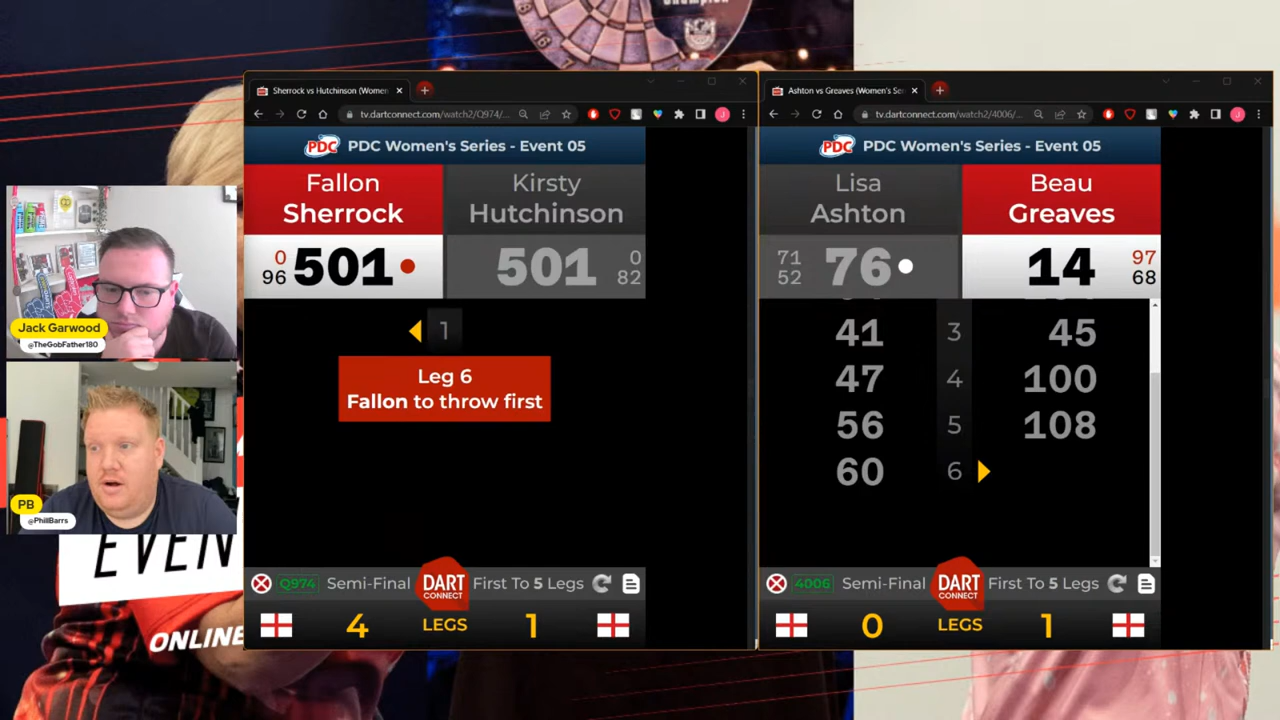 Champion
16
7
Jack Garwood
@TheGobFather180
PB
@PhillBarrs
EVEN
ONLINE
Sherrock vs Hutchinson (Women
tv.dartconnect.com/watch2/Q974/...
J
PDC
PDC Women's Series - Event 05
Fallon
Sherrock
Kirsty
Hutchinson
0
96
501
501
0
82
1
Leg 6
Fallon to throw first
Q974
Semi-Final
DART
CONNECT
First To 5 Legs
4
LEGS
1
Ashton vs Greaves (Women's Se
tv.dartconnect.com/watch2/4006/...
J
PDC
PDC Women's Series - Event 05
Lisa
Ashton
Beau
Greaves
71
52
76
14
97
68
41 3 45
47 4 100
56 5 108
60 6
4006
Semi-Final
DART
CONNECT
First To 5 Legs
0
LEGS
1